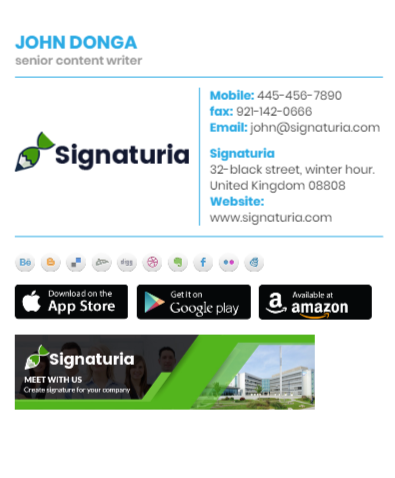 JOHN DONGA
senior content writer
Signaturia
Mobile: 445-456-7890
fax: 921-142-0666
Email: john@signaturia.com
Signaturia
32-black street, winter hour.
United Kingdom 08808
Website:
www.signaturia.com
Bē
digg
f
Download on the
App Store
Get it on
Google play
Available at
a amazon
Signaturia
MEET WITH US
Create signature for your company